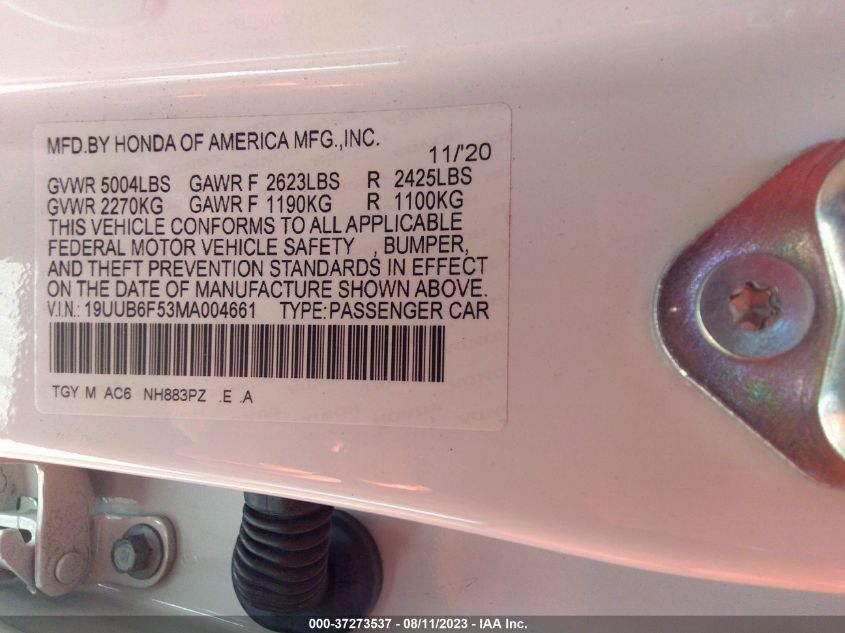 MFD.BY HONDA OF AMERICA MFG.,INC.
11/'20
GVWR 5004LBS GAWR F 2623LBS R 2425LBS
GVWR 2270KG GAWR F 1190KG R 1100KG
THIS VEHICLE CONFORMS TO ALL APPLICABLE
FEDERAL MOTOR VEHICLE SAFETY , BUMPER,
AND THEFT PREVENTION STANDARDS IN EFFECT
ON THE DATE OF MANUFACTURE SHOWN ABOVE.
V.I.N.: 19UUB6F53MA004661 TYPE:PASSENGER CAR
TGY M AC6 NH883PZ .E .A
000-37273537 - 08/11/2023 - IAA Inc.